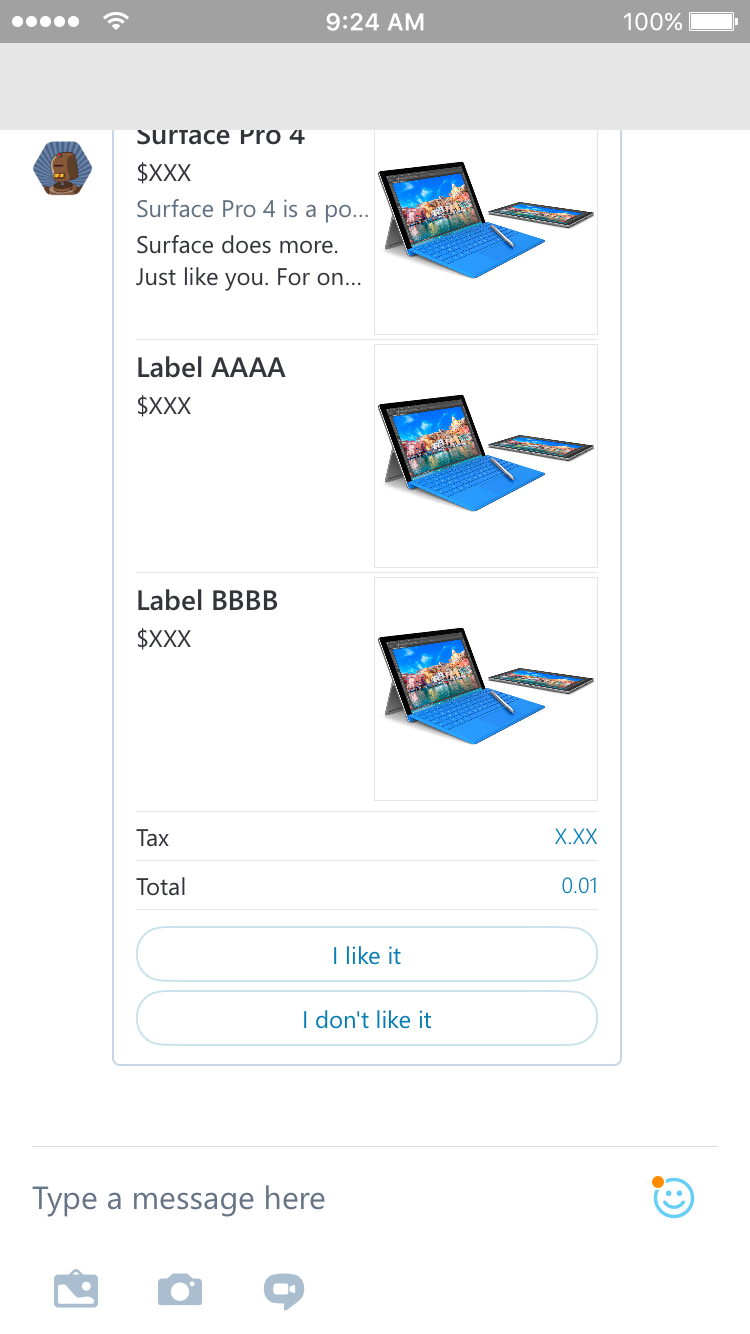 9:24 AM
100%
Surface Pro 4
$XXX
Surface Pro 4 is a po...
Surface does more.
Just like you. For on...
Label AAAA
$XXX
Label BBBB
$XXX
Tax
X.XX
Total
0.01
I like it
I don't like it
Type a message here